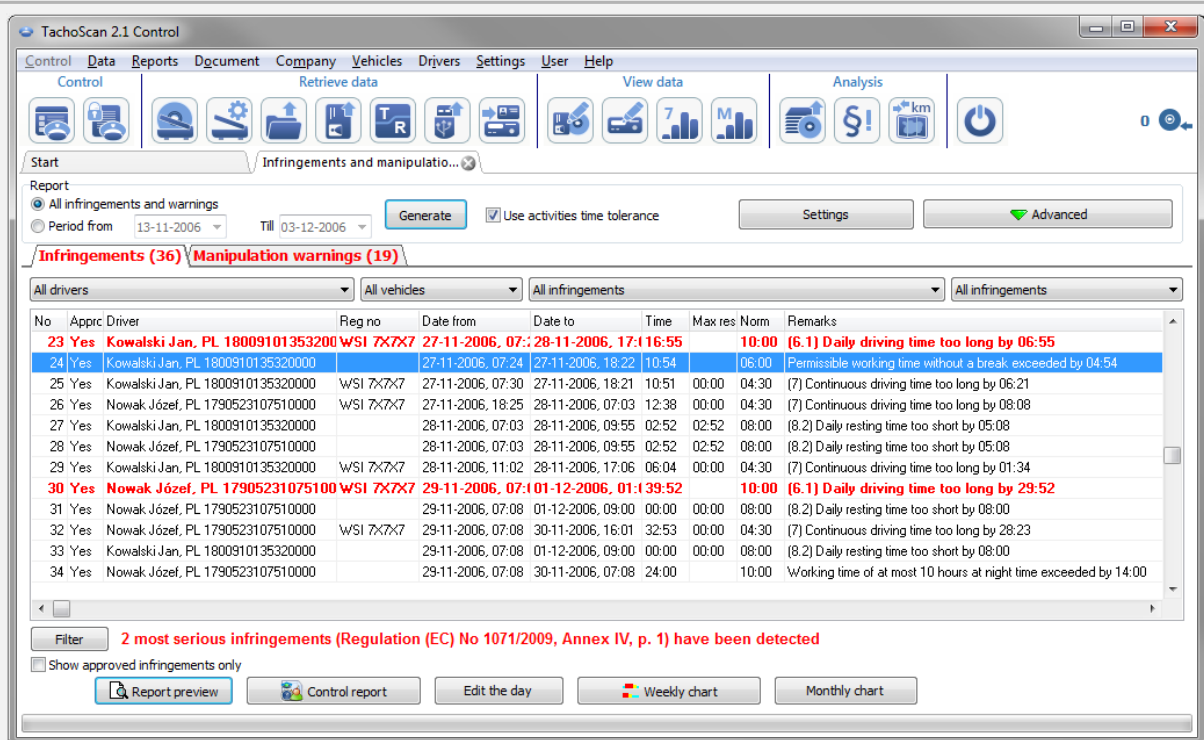 TachoScan 2.1 Control
Control Data Reports Document Company Vehicles Drivers Settings User Help
Control Retrieve data View data Analysis
T R 7 M §! km 0
Start Infringements and manipulatio...
Report
All infringements and warnings
Period from 13-11-2006 Till 03-12-2006 Generate Use activities time tolerance Settings Advanced
Infringements (36) Manipulation warnings (19)
All drivers All vehicles All infringements All infringements
No Apprc Driver Reg no Date from Date to Time Max res Norm Remarks
23 Yes Kowalski Jan, PL 18009101353200 WSI 7X7X7 27-11-2006, 07: 28-11-2006, 17: 16:55 10:00 (6.1) Daily driving time too long by 06:55
24 Yes Kowalski Jan, PL 1800910135320000 27-11-2006, 07:24 27-11-2006, 18:22 10:54 06:00 Permissible working time without a break exceeded by 04:54
25 Yes Kowalski Jan, PL 1800910135320000 WSI 7X7X7 27-11-2006, 07:30 27-11-2006, 18:21 10:51 00:00 04:30 (7) Continuous driving time too long by 06:21
26 Yes Nowak Józef, PL 1790523107510000 WSI 7X7X7 27-11-2006, 18:25 28-11-2006, 07:03 12:38 00:00 04:30 (7) Continuous driving time too long by 08:08
27 Yes Kowalski Jan, PL 1800910135320000 28-11-2006, 07:03 28-11-2006, 09:55 02:52 02:52 08:00 (8.2) Daily resting time too short by 05:08
28 Yes Nowak Józef, PL 1790523107510000 28-11-2006, 07:03 28-11-2006, 09:55 02:52 02:52 08:00 (8.2) Daily resting time too short by 05:08
29 Yes Kowalski Jan, PL 1800910135320000 WSI 7X7X7 28-11-2006, 11:02 28-11-2006, 17:06 06:04 00:00 04:30 (7) Continuous driving time too long by 01:34
30 Yes Nowak Józef, PL 17905231075100 WSI 7X7X7 29-11-2006, 07: 01-12-2006, 01: 39:52 10:00 (6.1) Daily driving time too long by 29:52
31 Yes Nowak Józef, PL 1790523107510000 29-11-2006, 07:08 01-12-2006, 09:00 00:00 00:00 08:00 (8.2) Daily resting time too short by 08:00
32 Yes Nowak Józef, PL 1790523107510000 WSI 7X7X7 29-11-2006, 07:08 30-11-2006, 16:01 32:53 00:00 04:30 (7) Continuous driving time too long by 28:23
33 Yes Kowalski Jan, PL 1800910135320000 29-11-2006, 07:08 01-12-2006, 09:00 00:00 00:00 08:00 (8.2) Daily resting time too short by 08:00
34 Yes Nowak Józef, PL 1790523107510000 29-11-2006, 07:08 30-11-2006, 07:08 24:00 10:00 Working time of at most 10 hours at night time exceeded by 14:00
Filter 2 most serious infringements (Regulation (EC) No 1071/2009, Annex IV, p. 1) have been detected
Show approved infringements only
Report preview Control report Edit the day Weekly chart Monthly chart